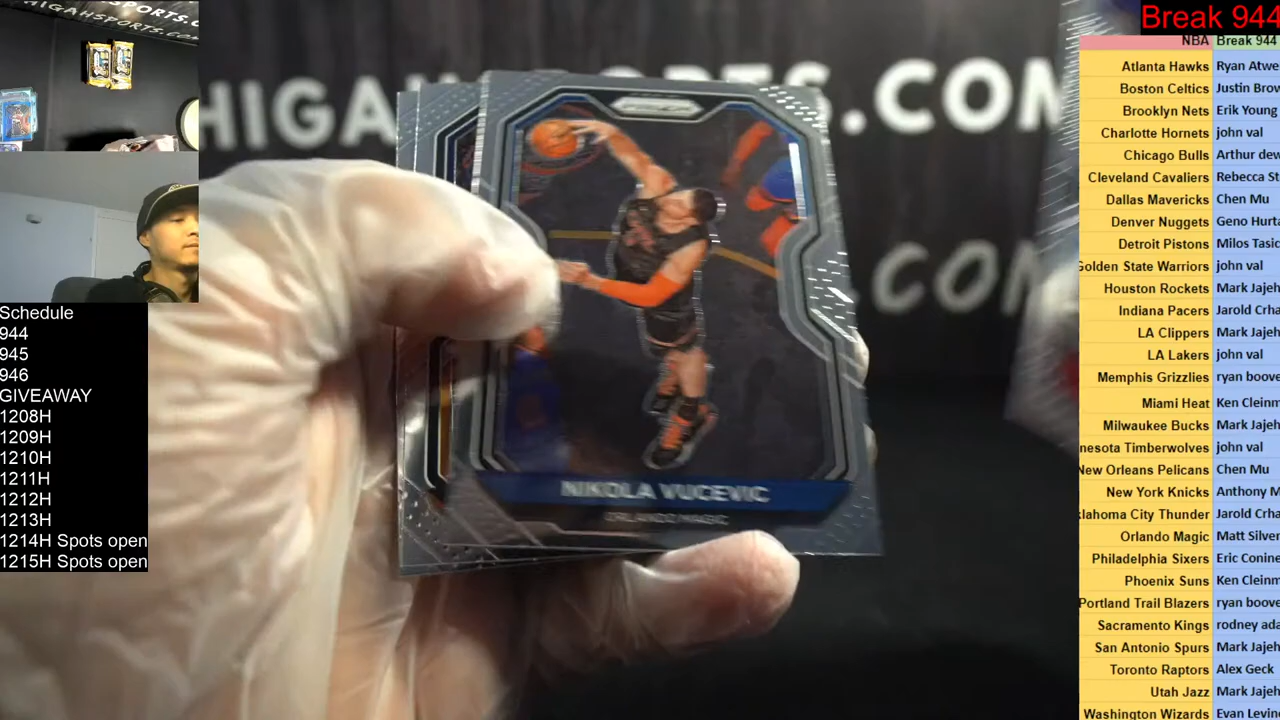 HIGAHSPORTS.C
Break 944
NBA Break 944
Atlanta Hawks Ryan Atwe
Boston Celtics Justin Brow
Brooklyn Nets Erik Young
Charlotte Hornets john val
Chicago Bulls Arthur dew
Cleveland Cavaliers Rebecca St
Dallas Mavericks Chen Mu
Denver Nuggets Geno Hurta
Detroit Pistons Milos Tasic
Golden State Warriors john val
Houston Rockets Mark Jajeh
Indiana Pacers Jarold Crha
LA Clippers Mark Jajeh
LA Lakers john val
Memphis Grizzlies ryan boove
Miami Heat Ken Cleinm
Milwaukee Bucks Mark Jajeh
nesota Timberwolves john val
New Orleans Pelicans Chen Mu
New York Knicks Anthony M
klahoma City Thunder Jarold Crha
Orlando Magic Matt Silver
Philadelphia Sixers Eric Conine
Phoenix Suns Ken Cleinm
Portland Trail Blazers ryan boove
Sacramento Kings rodney ada
San Antonio Spurs Mark Jajeh
Toronto Raptors Alex Geck
Utah Jazz Mark Jajeh
Washington Wizards Evan Levin
HIGAH S.COM
COM
NIKOLA VUCEVIC
ORLANDO MAGIC
Schedule
944
945
946
GIVEAWAY
1208H
1209H
1210H
1211H
1212H
1213H
1214H Spots open
1215H Spots open